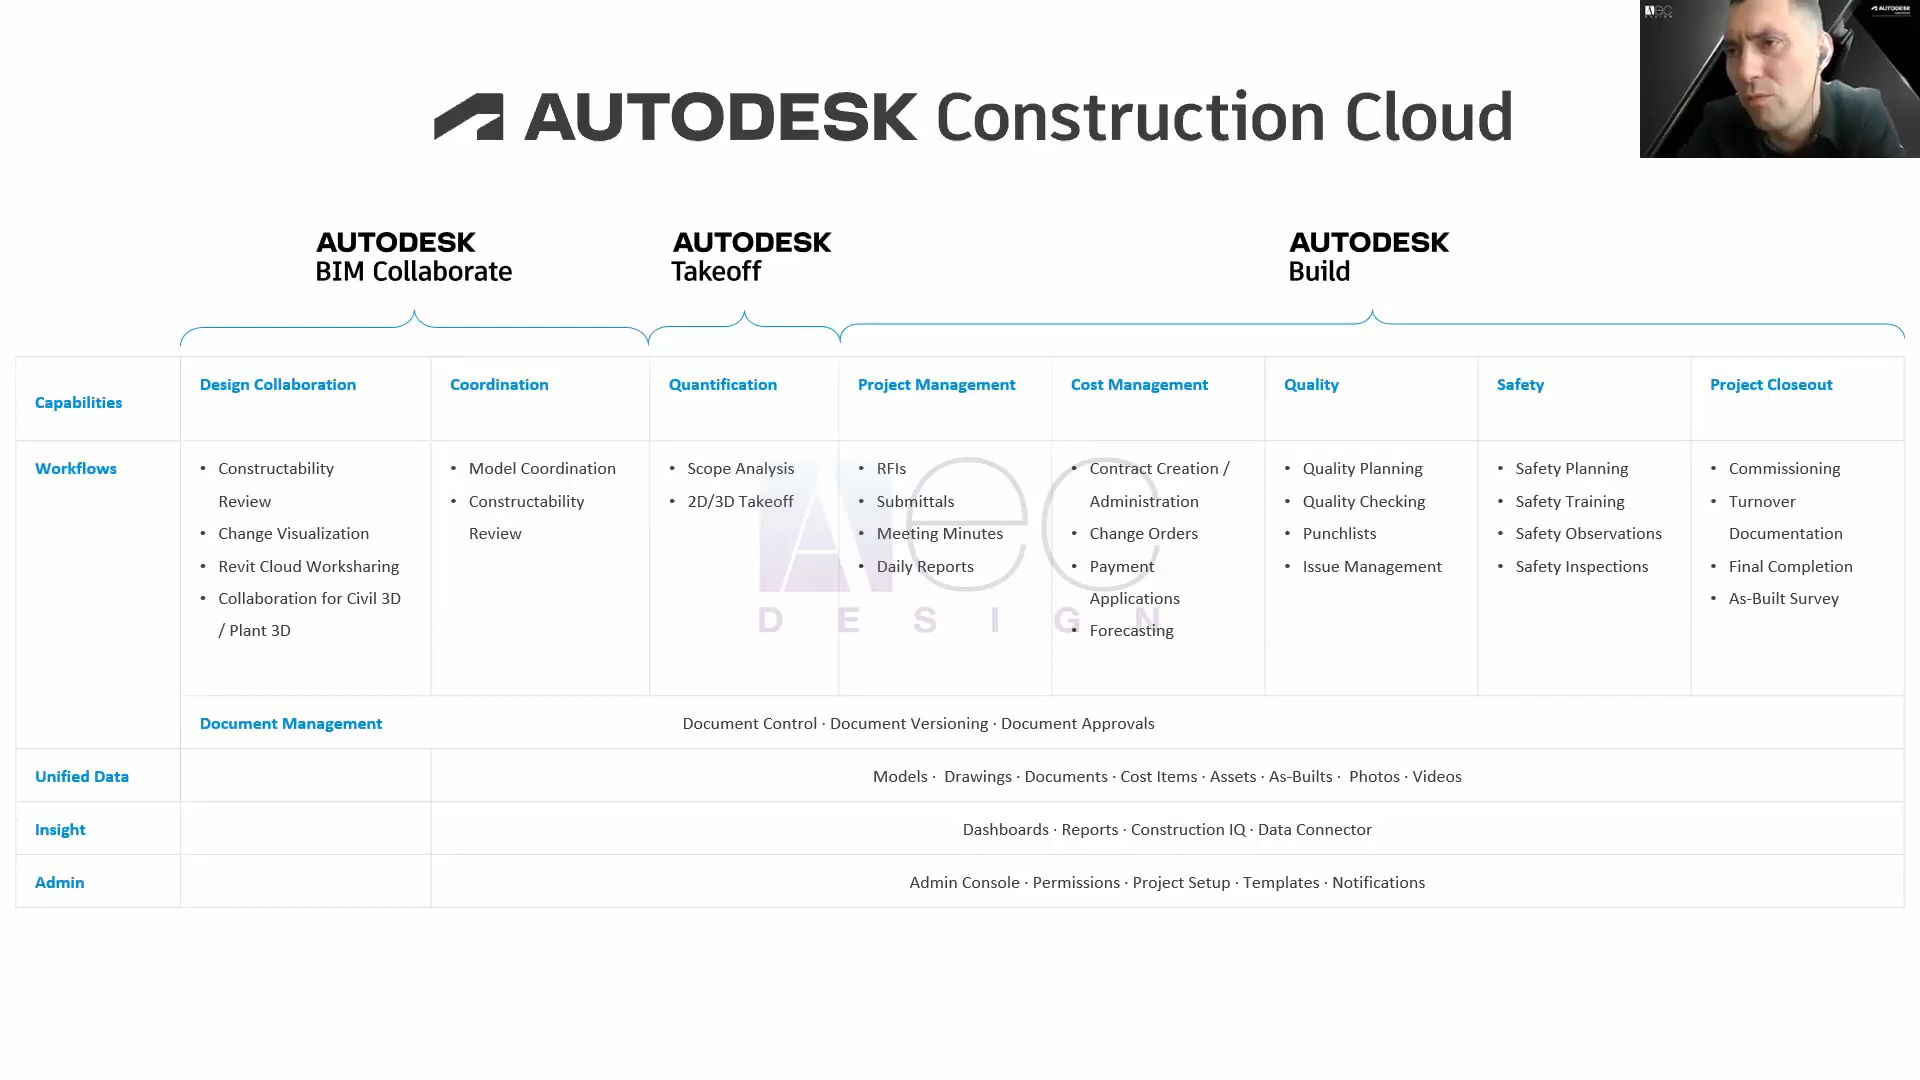 AUTODESK Construction Cloud
Aec
DESIGN
AUTODESK
AUTODESK
BIM Collaborate
AUTODESK
Takeoff
AUTODESK
Build
Capabilities
Design Collaboration
Coordination
Quantification
Project Management
Cost Management
Quality
Safety
Project Closeout
Workflows
• Constructability
Review
• Change Visualization
• Revit Cloud Worksharing
• Collaboration for Civil 3D
/ Plant 3D
• Model Coordination
• Constructability
Review
• Scope Analysis
• 2D/3D Takeoff
• RFIs
• Submittals
• Meeting Minutes
• Daily Reports
• Contract Creation /
Administration
• Change Orders
• Payment
Applications
• Forecasting
• Quality Planning
• Quality Checking
• Punchlists
• Issue Management
• Safety Planning
• Safety Training
• Safety Observations
• Safety Inspections
• Commissioning
• Turnover
Documentation
• Final Completion
• As-Built Survey
Aec
DESIGN
Document Management
Document Control · Document Versioning · Document Approvals
Unified Data
Models · Drawings · Documents · Cost Items · Assets · As-Builts · Photos · Videos
Insight
Dashboards · Reports · Construction IQ · Data Connector
Admin
Admin Console · Permissions · Project Setup · Templates · Notifications